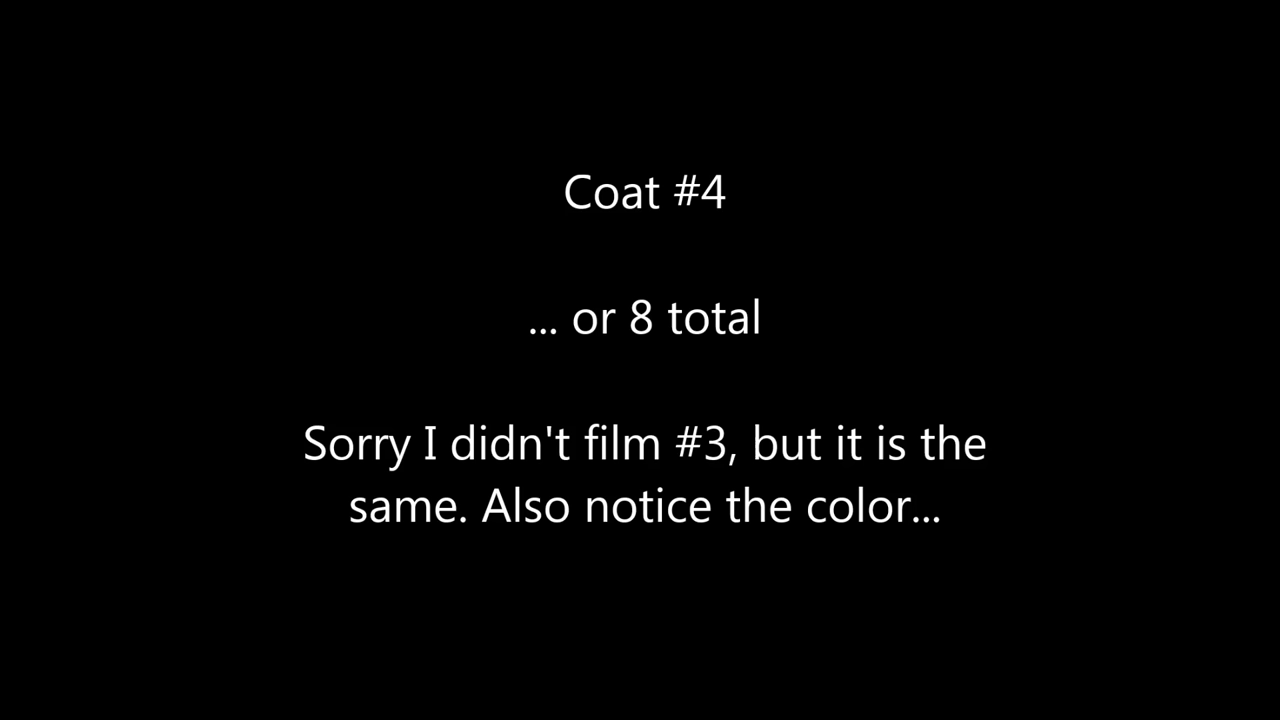 Coat #4
... or 8 total
Sorry I didn't film #3, but it is the
same. Also notice the color...